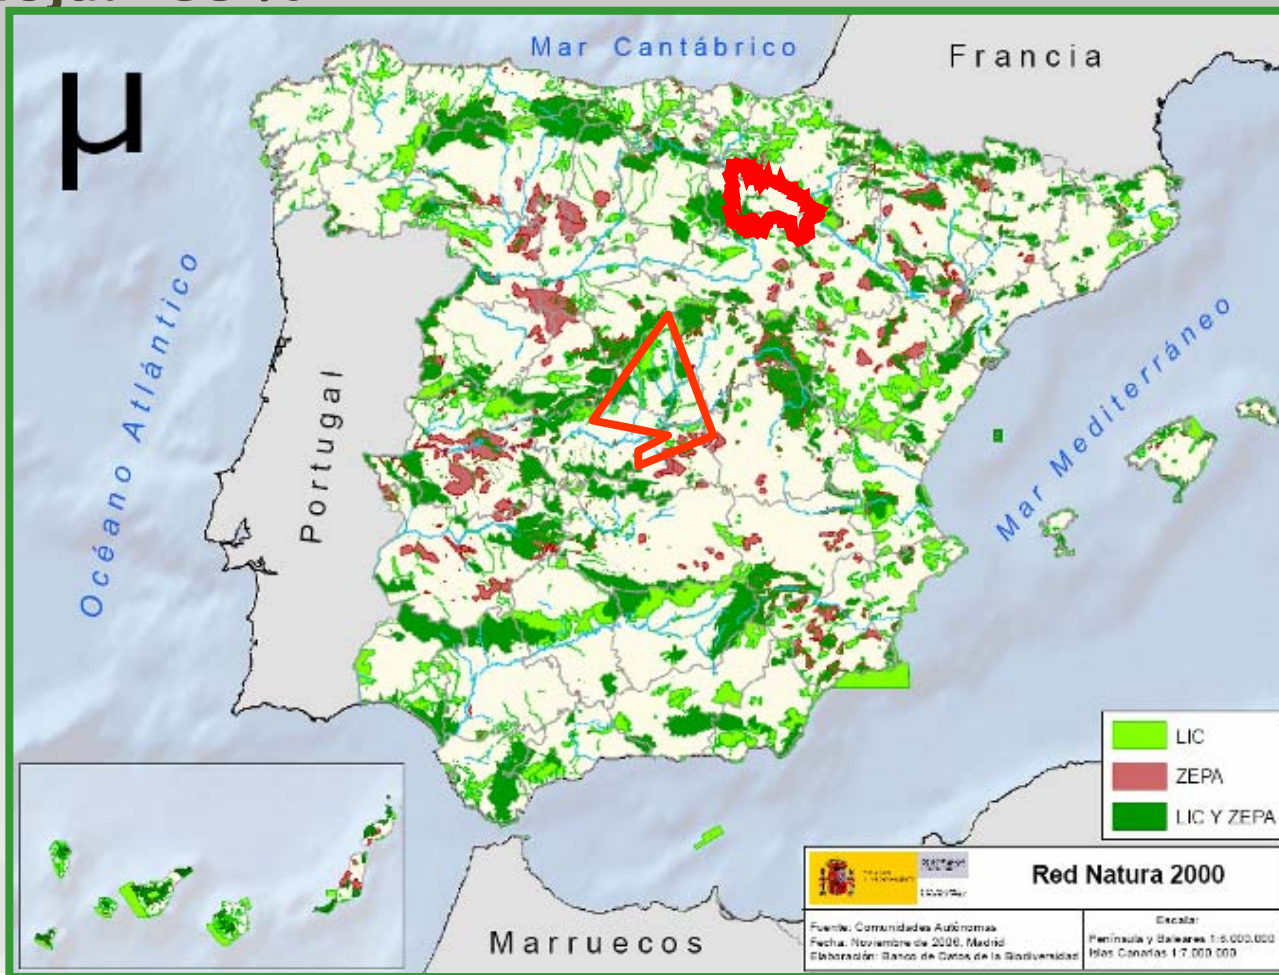 Mar Cantábrico
Francia
µ
Océano Atlántico
Portugal
Mar Mediterráneo
LIC
ZEPA
LIC Y ZEPA
Red Natura 2000
Fuente: Comunidades Autónomas
Fecha: Noviembre de 2006. Madrid
Elaboración: Banco de Datos de la Biodiversidad
Escala:
Península y Baleares 1:6.000.000
Islas Canarias 1:7.000.000
Marruecos